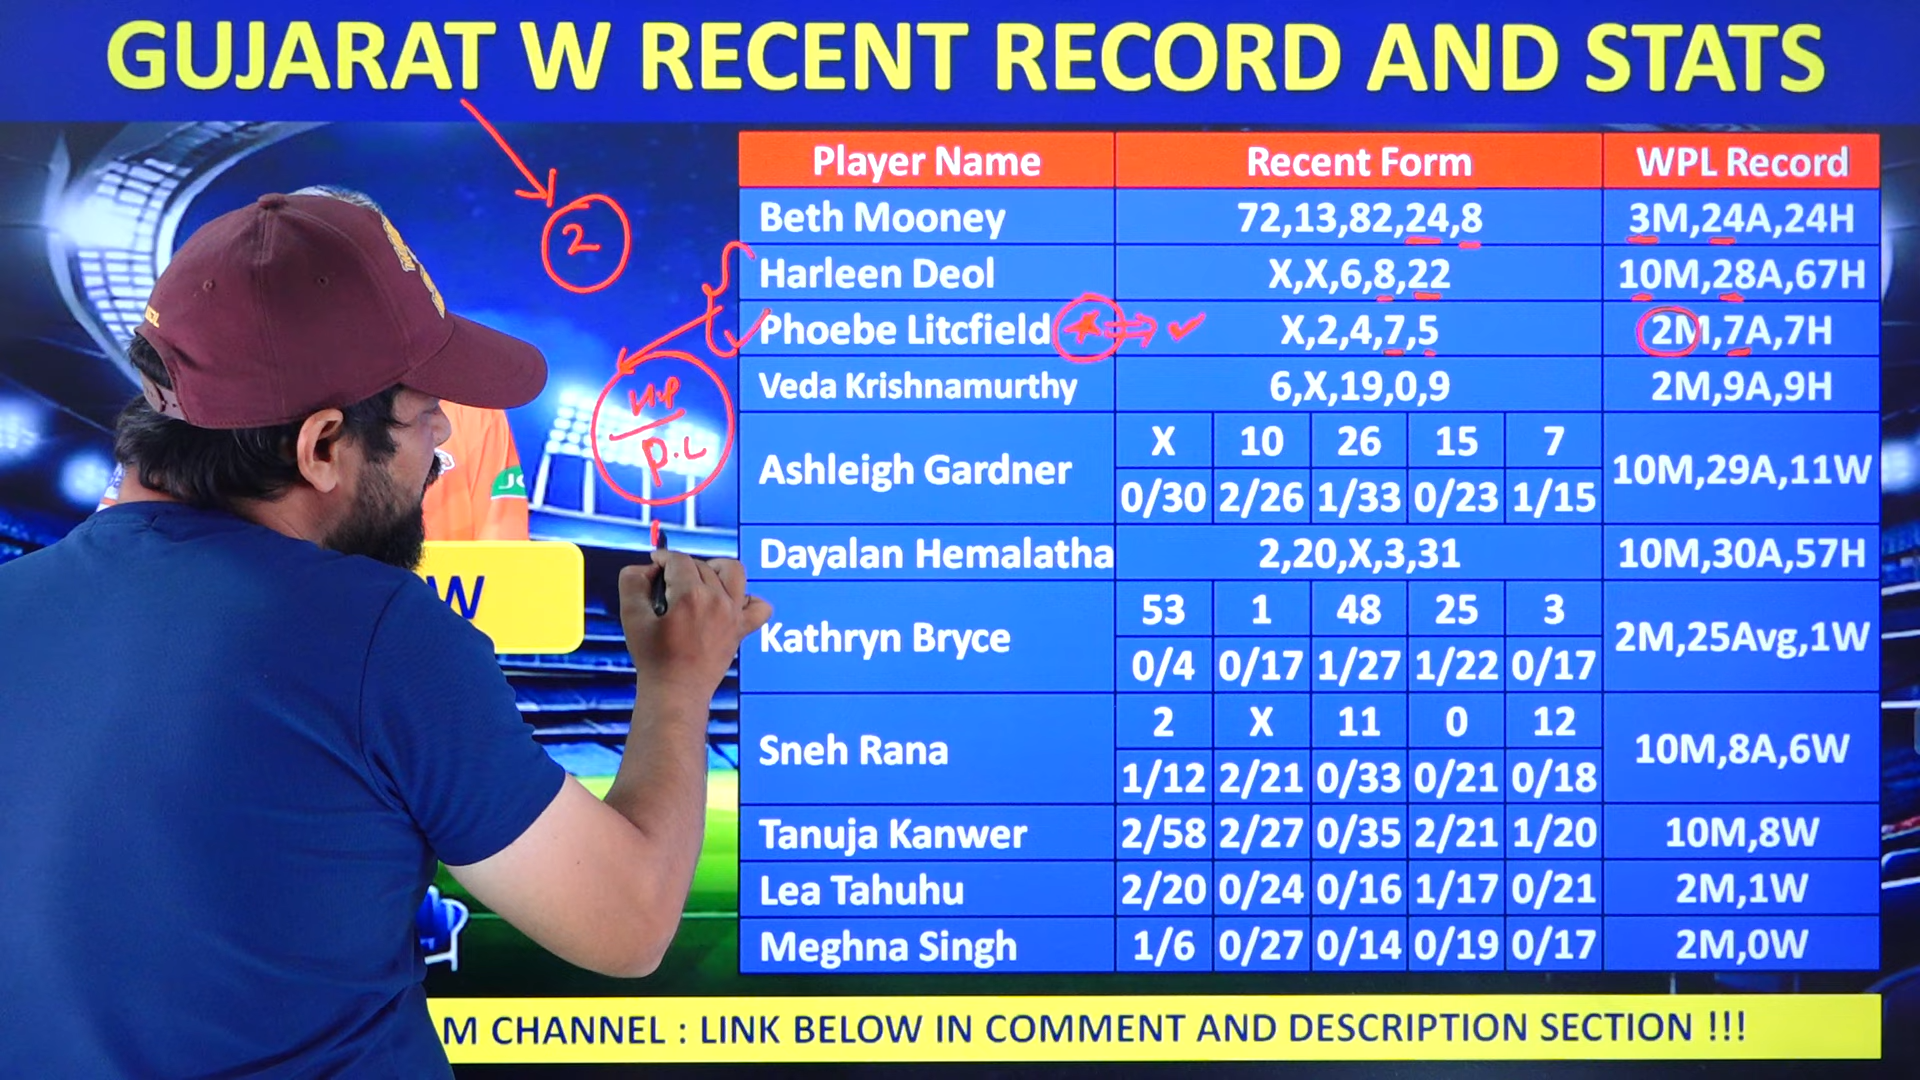 GUJARAT W RECENT RECORD AND STATS
2
Player Name Recent Form WPL Record
Beth Mooney 72,13,82,24,8 3M,24A,24H
Harleen Deol X,X,6,8,22 10M,28A,67H
Phoebe Litcfield X,2,4,7,5 2M,7A,7H
Veda Krishnamurthy 6,X,19,0,9 2M,9A,9H
Ashleigh Gardner X 10 26 15 7 10M,29A,11W
0/30 2/26 1/33 0/23 1/15
Dayalan Hemalatha 2,20,X,3,31 10M,30A,57H
Kathryn Bryce 53 1 48 25 3 2M,25Avg,1W
0/4 0/17 1/27 1/22 0/17
Sneh Rana 2 X 11 0 12 10M,8A,6W
1/12 2/21 0/33 0/21 0/18
Tanuja Kanwer 2/58 2/27 0/35 2/21 1/20 10M,8W
Lea Tahuhu 2/20 0/24 0/16 1/17 0/21 2M,1W
Meghna Singh 1/6 0/27 0/14 0/19 0/17 2M,0W
P.L
W
M CHANNEL : LINK BELOW IN COMMENT AND DESCRIPTION SECTION !!!